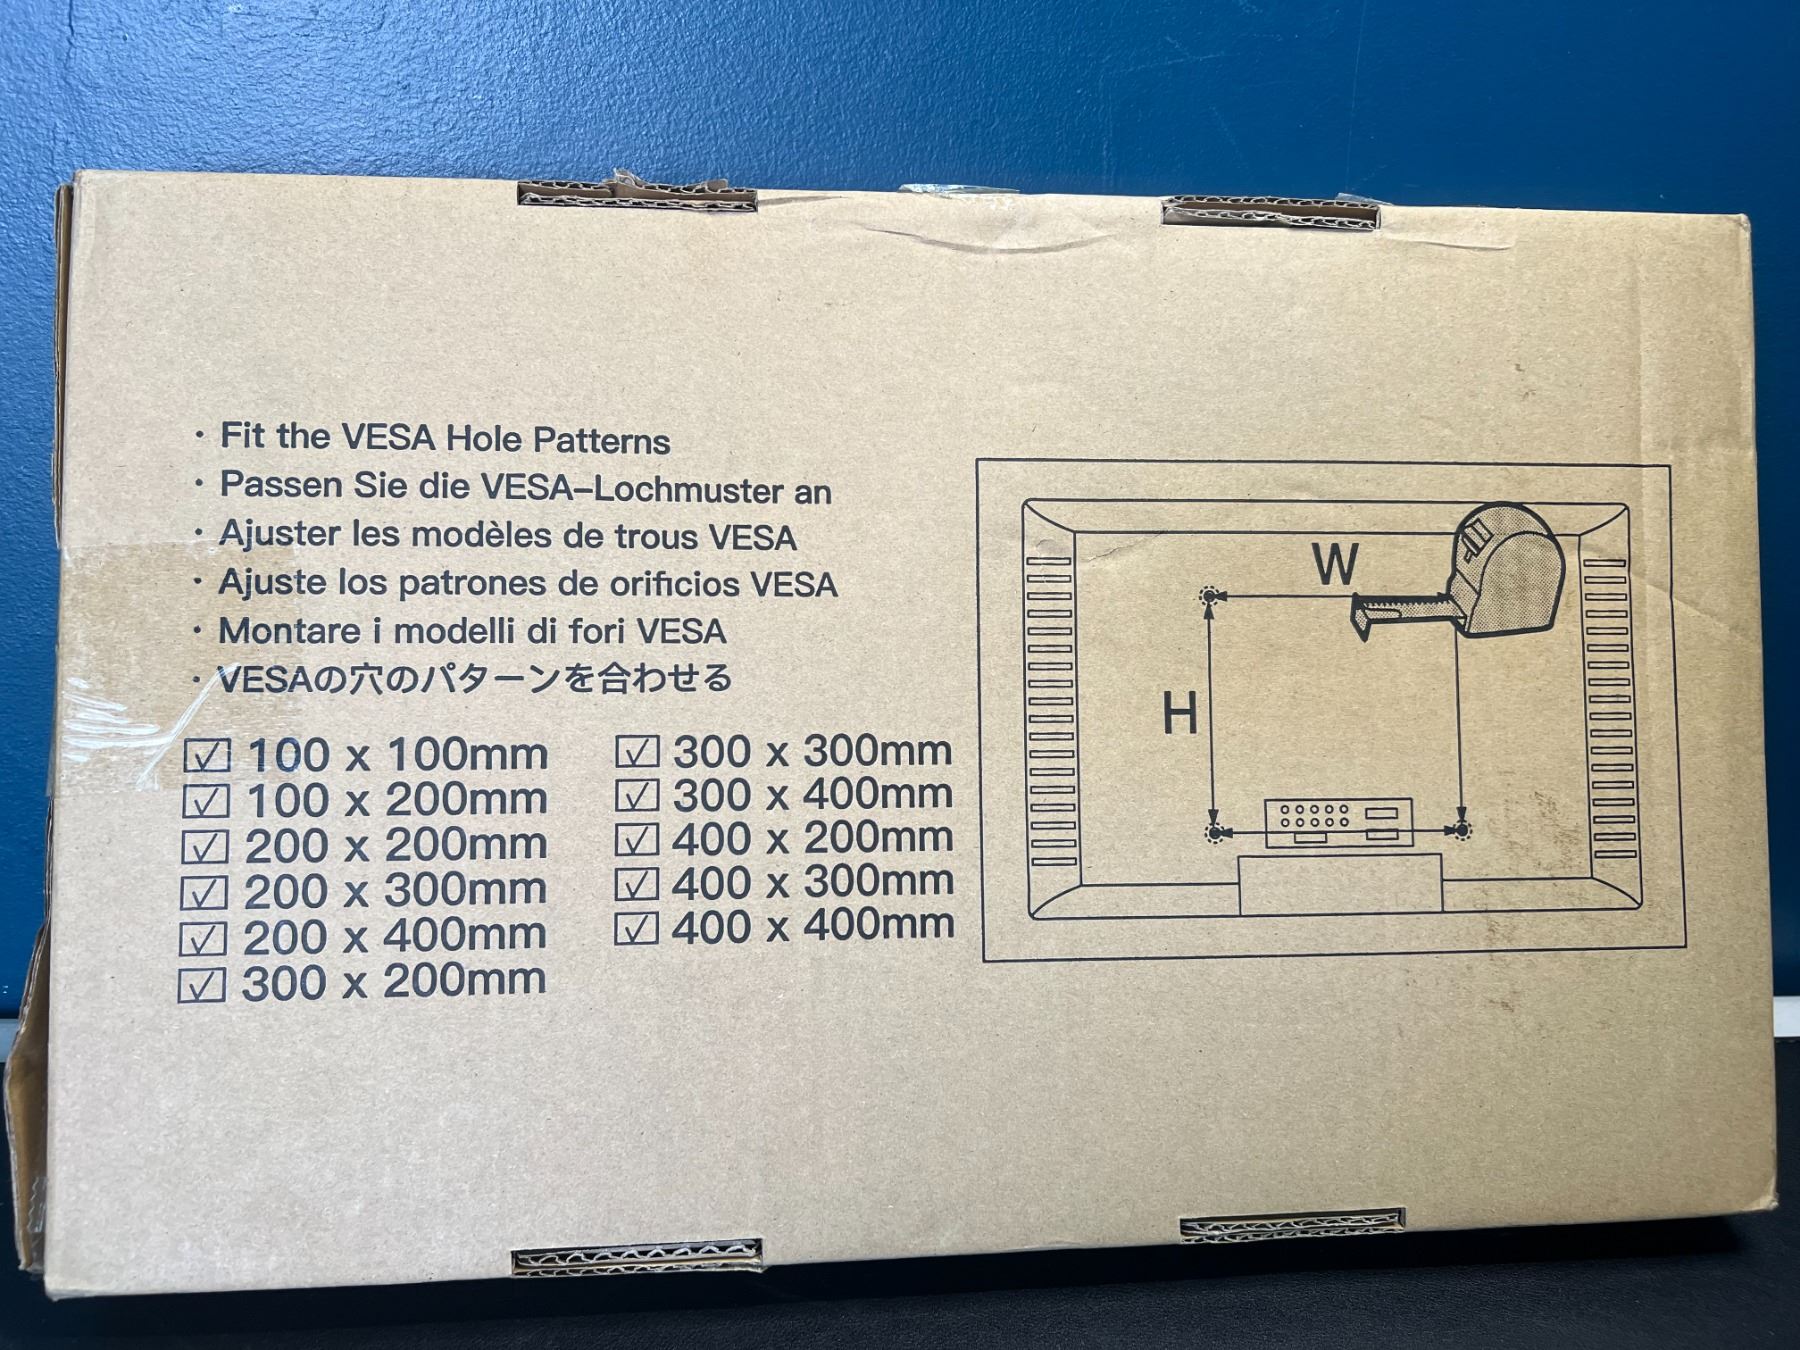 · Fit the VESA Hole Patterns
· Passen Sie die VESA–Lochmuster an
· Ajuster les modèles de trous VESA
· Ajuste los patrones de orificios VESA
· Montare i modelli di fori VESA
· VESAの穴のパターンを合わせる
☑ 100 x 100mm
☑ 100 x 200mm
☑ 200 x 200mm
☑ 200 x 300mm
☑ 200 x 400mm
☑ 300 x 200mm
☑ 300 x 300mm
☑ 300 x 400mm
☑ 400 x 200mm
☑ 400 x 300mm
☑ 400 x 400mm
W
H